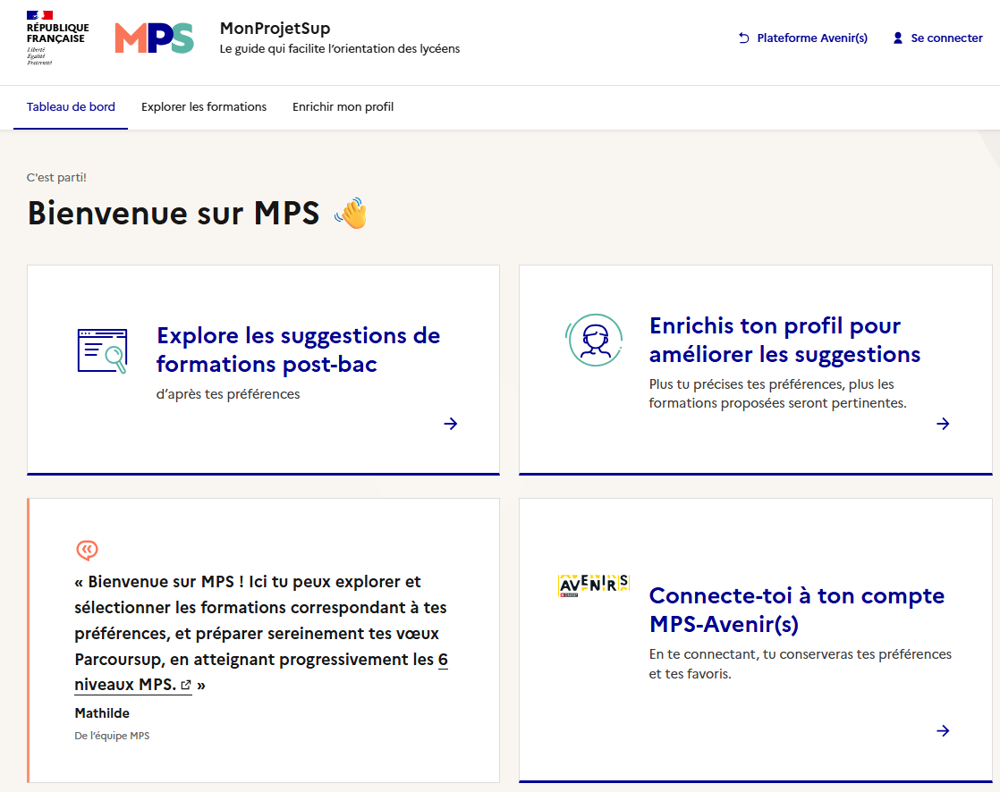 RÉPUBLIQUE
FRANÇAISE
Liberté
Égalité
Fraternité
MPS
MonProjetSup
Le guide qui facilite l'orientation des lycéens
Plateforme Avenir(s)
Se connecter
Tableau de bord
Explorer les formations
Enrichir mon profil
C'est parti!
Bienvenue sur MPS 👋
Explore les suggestions de
formations post-bac
d'après tes préférences
Enrichis ton profil pour
améliorer les suggestions
Plus tu précises tes préférences, plus les
formations proposées seront pertinentes.
« Bienvenue sur MPS ! Ici tu peux explorer et
sélectionner les formations correspondant à tes
préférences, et préparer sereinement tes vœux
Parcoursup, en atteignant progressivement les 6
niveaux MPS. »
Mathilde
De l'équipe MPS
AVENIRS
Connecte-toi à ton compte
MPS-Avenir(s)
En te connectant, tu conserveras tes préférences
et tes favoris.